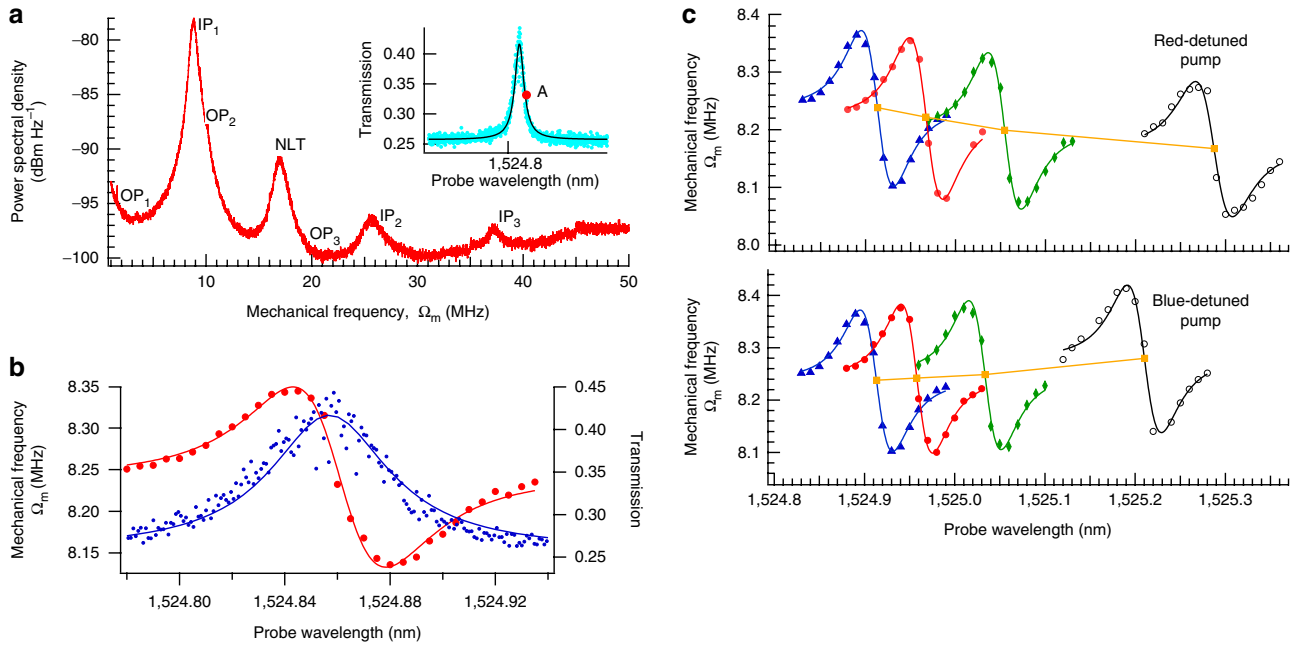 a
Power spectral density
(dBm Hz⁻¹)
−80
−85
−90
−95
−100
IP₁
OP₂
NLT
OP₁
OP₃
IP₂
IP₃
10
20
30
40
50
Mechanical frequency, Ωm (MHz)
Transmission
0.40
0.35
0.30
0.25
A
1,524.8
Probe wavelength (nm)
b
Mechanical frequency
Ωm (MHz)
8.35
8.30
8.25
8.20
8.15
0.45
0.40
0.35
0.30
0.25
Transmission
1,524.80
1,524.84
1,524.88
1,524.92
Probe wavelength (nm)
c
Mechanical frequency
Ωm (MHz)
8.4
8.3
8.2
8.1
8.0
Red-detuned
pump
Mechanical frequency
Ωm (MHz)
8.4
8.3
8.2
8.1
Blue-detuned
pump
1,524.8
1,524.9
1,525.0
1,525.1
1,525.2
1,525.3
Probe wavelength (nm)